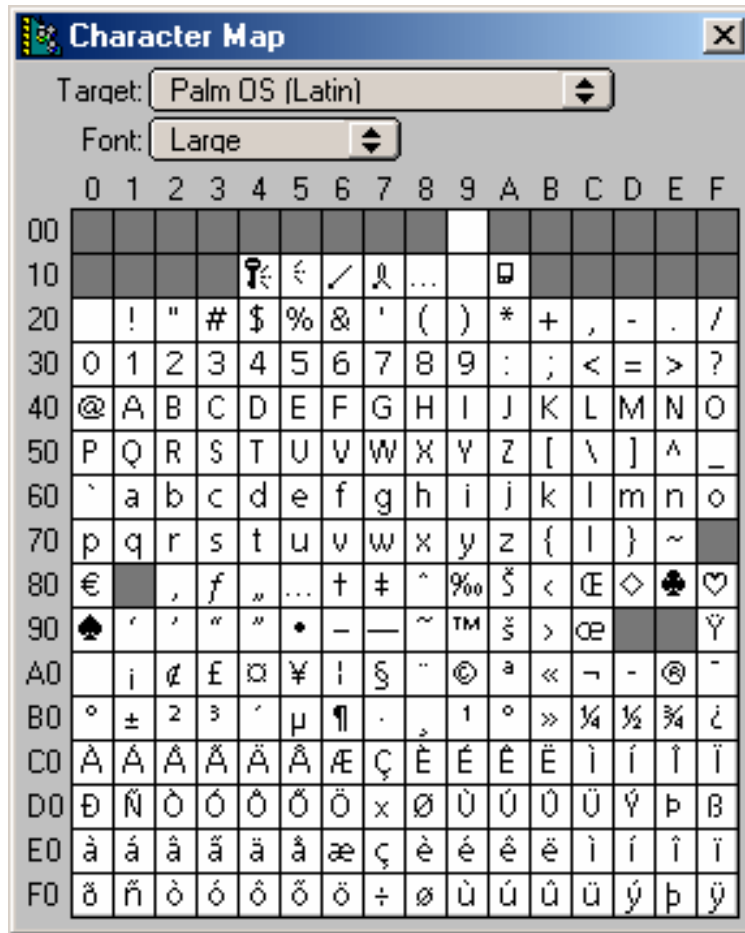 Character Map
Target: Palm OS (Latin)
Font: Large
0 1 2 3 4 5 6 7 8 9 A B C D E F
00
10 …
20 ! " # $ % & ' ( ) * + , - . /
30 0 1 2 3 4 5 6 7 8 9 : ; < = > ?
40 @ A B C D E F G H I J K L M N O
50 P Q R S T U V W X Y Z [ \ ] ^ _
60 ` a b c d e f g h i j k l m n o
70 p q r s t u v w x y z { | } ~
80 € ‚ ƒ „ … † ‡ ˆ ‰ Š ‹ Œ ♢ ♣ ♡
90 ♠ ‘ ’ “ ” • – — ˜ ™ š › œ Ÿ
A0 ¡ ¢ £ ¤ ¥ ¦ § ¨ © ª « ¬ - ® ¯
B0 ° ± ² ³ ´ µ ¶ · ¸ ¹ º » ¼ ½ ¾ ¿
C0 À Á Â Ã Ä Å Æ Ç È É Ê Ë Ì Í Î Ï
D0 Ð Ñ Ò Ó Ô Õ Ö × Ø Ù Ú Û Ü Ý Þ ß
E0 à á â ã ä å æ ç è é ê ë ì í î ï
F0 ð ñ ò ó ô õ ö ÷ ø ù ú û ü ý þ ÿ